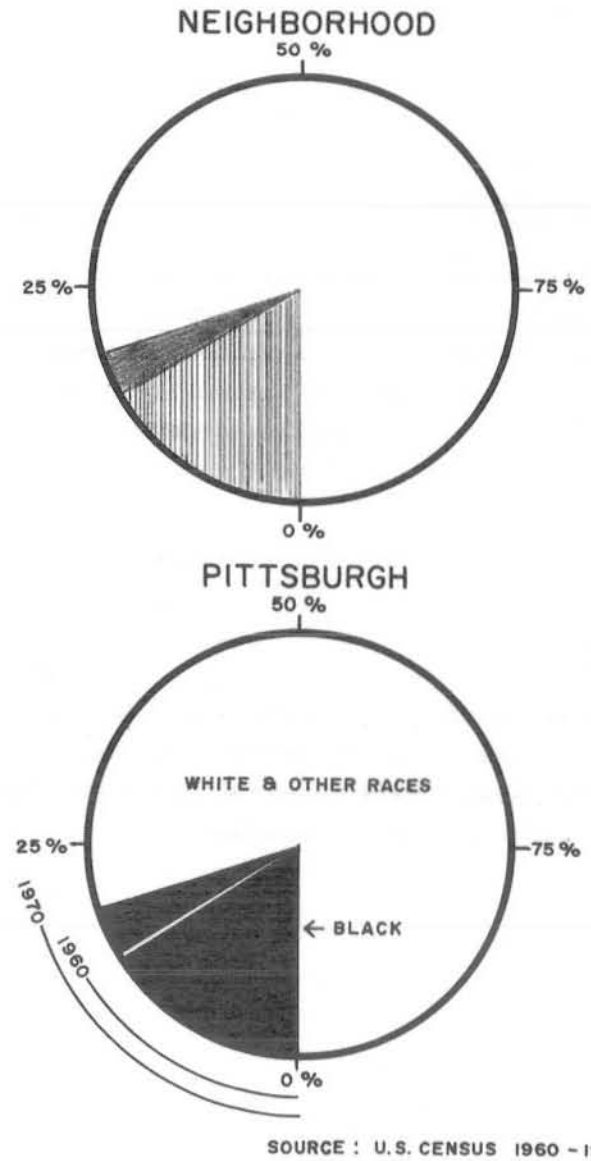 NEIGHBORHOOD
50 %
25 %
75 %
0 %
PITTSBURGH
50 %
WHITE & OTHER RACES
25 %
75 %
1970
1960
← BLACK
0 %
SOURCE : U.S. CENSUS 1960 - 1